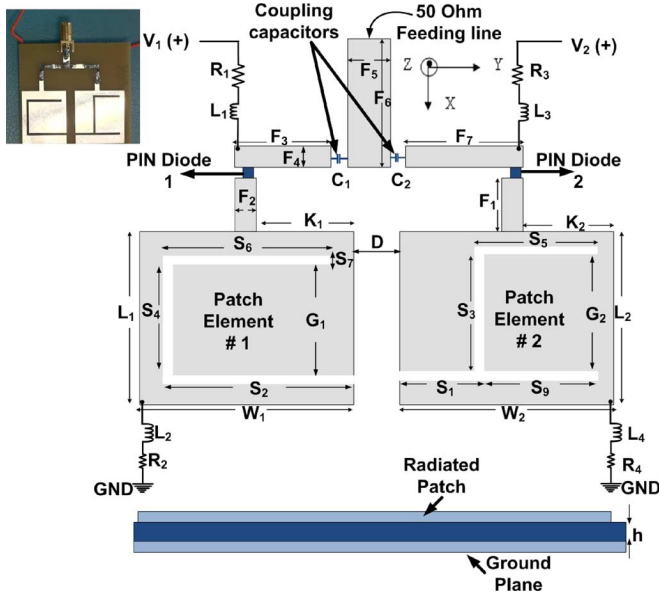 Coupling
capacitors
50 Ohm
Feeding line
V1 (+)
V2 (+)
R1
R3
F5
F6
Z
Y
X
L1
L3
F3
F7
F4
C1
C2
PIN Diode
1
PIN Diode
2
F2
F1
K1
K2
D
S6
S7
S5
L1
S4
Patch
Element
# 1
G1
S3
Patch
Element
# 2
G2
L2
S2
S1
S9
W1
W2
L2
R2
GND
L4
R4
GND
Radiated
Patch
h
Ground
Plane